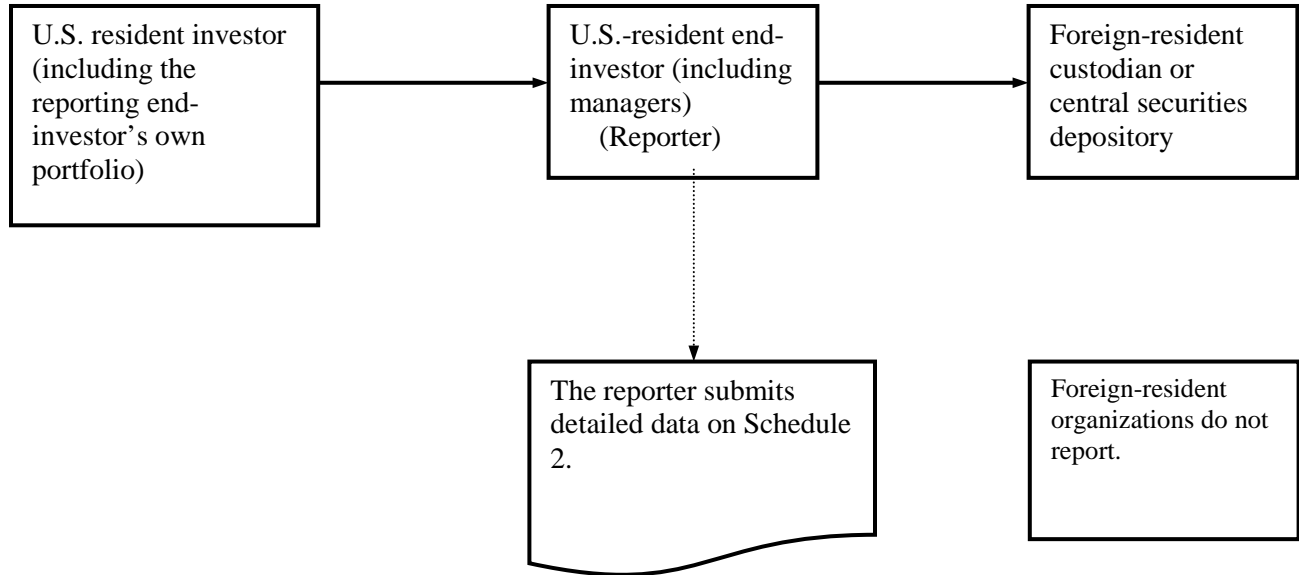 U.S. resident investor
(including the
reporting end-
investor’s own
portfolio)
U.S.-resident end-
investor (including
managers)
(Reporter)
Foreign-resident
custodian or
central securities
depository
The reporter submits
detailed data on Schedule
2.
Foreign-resident
organizations do not
report.